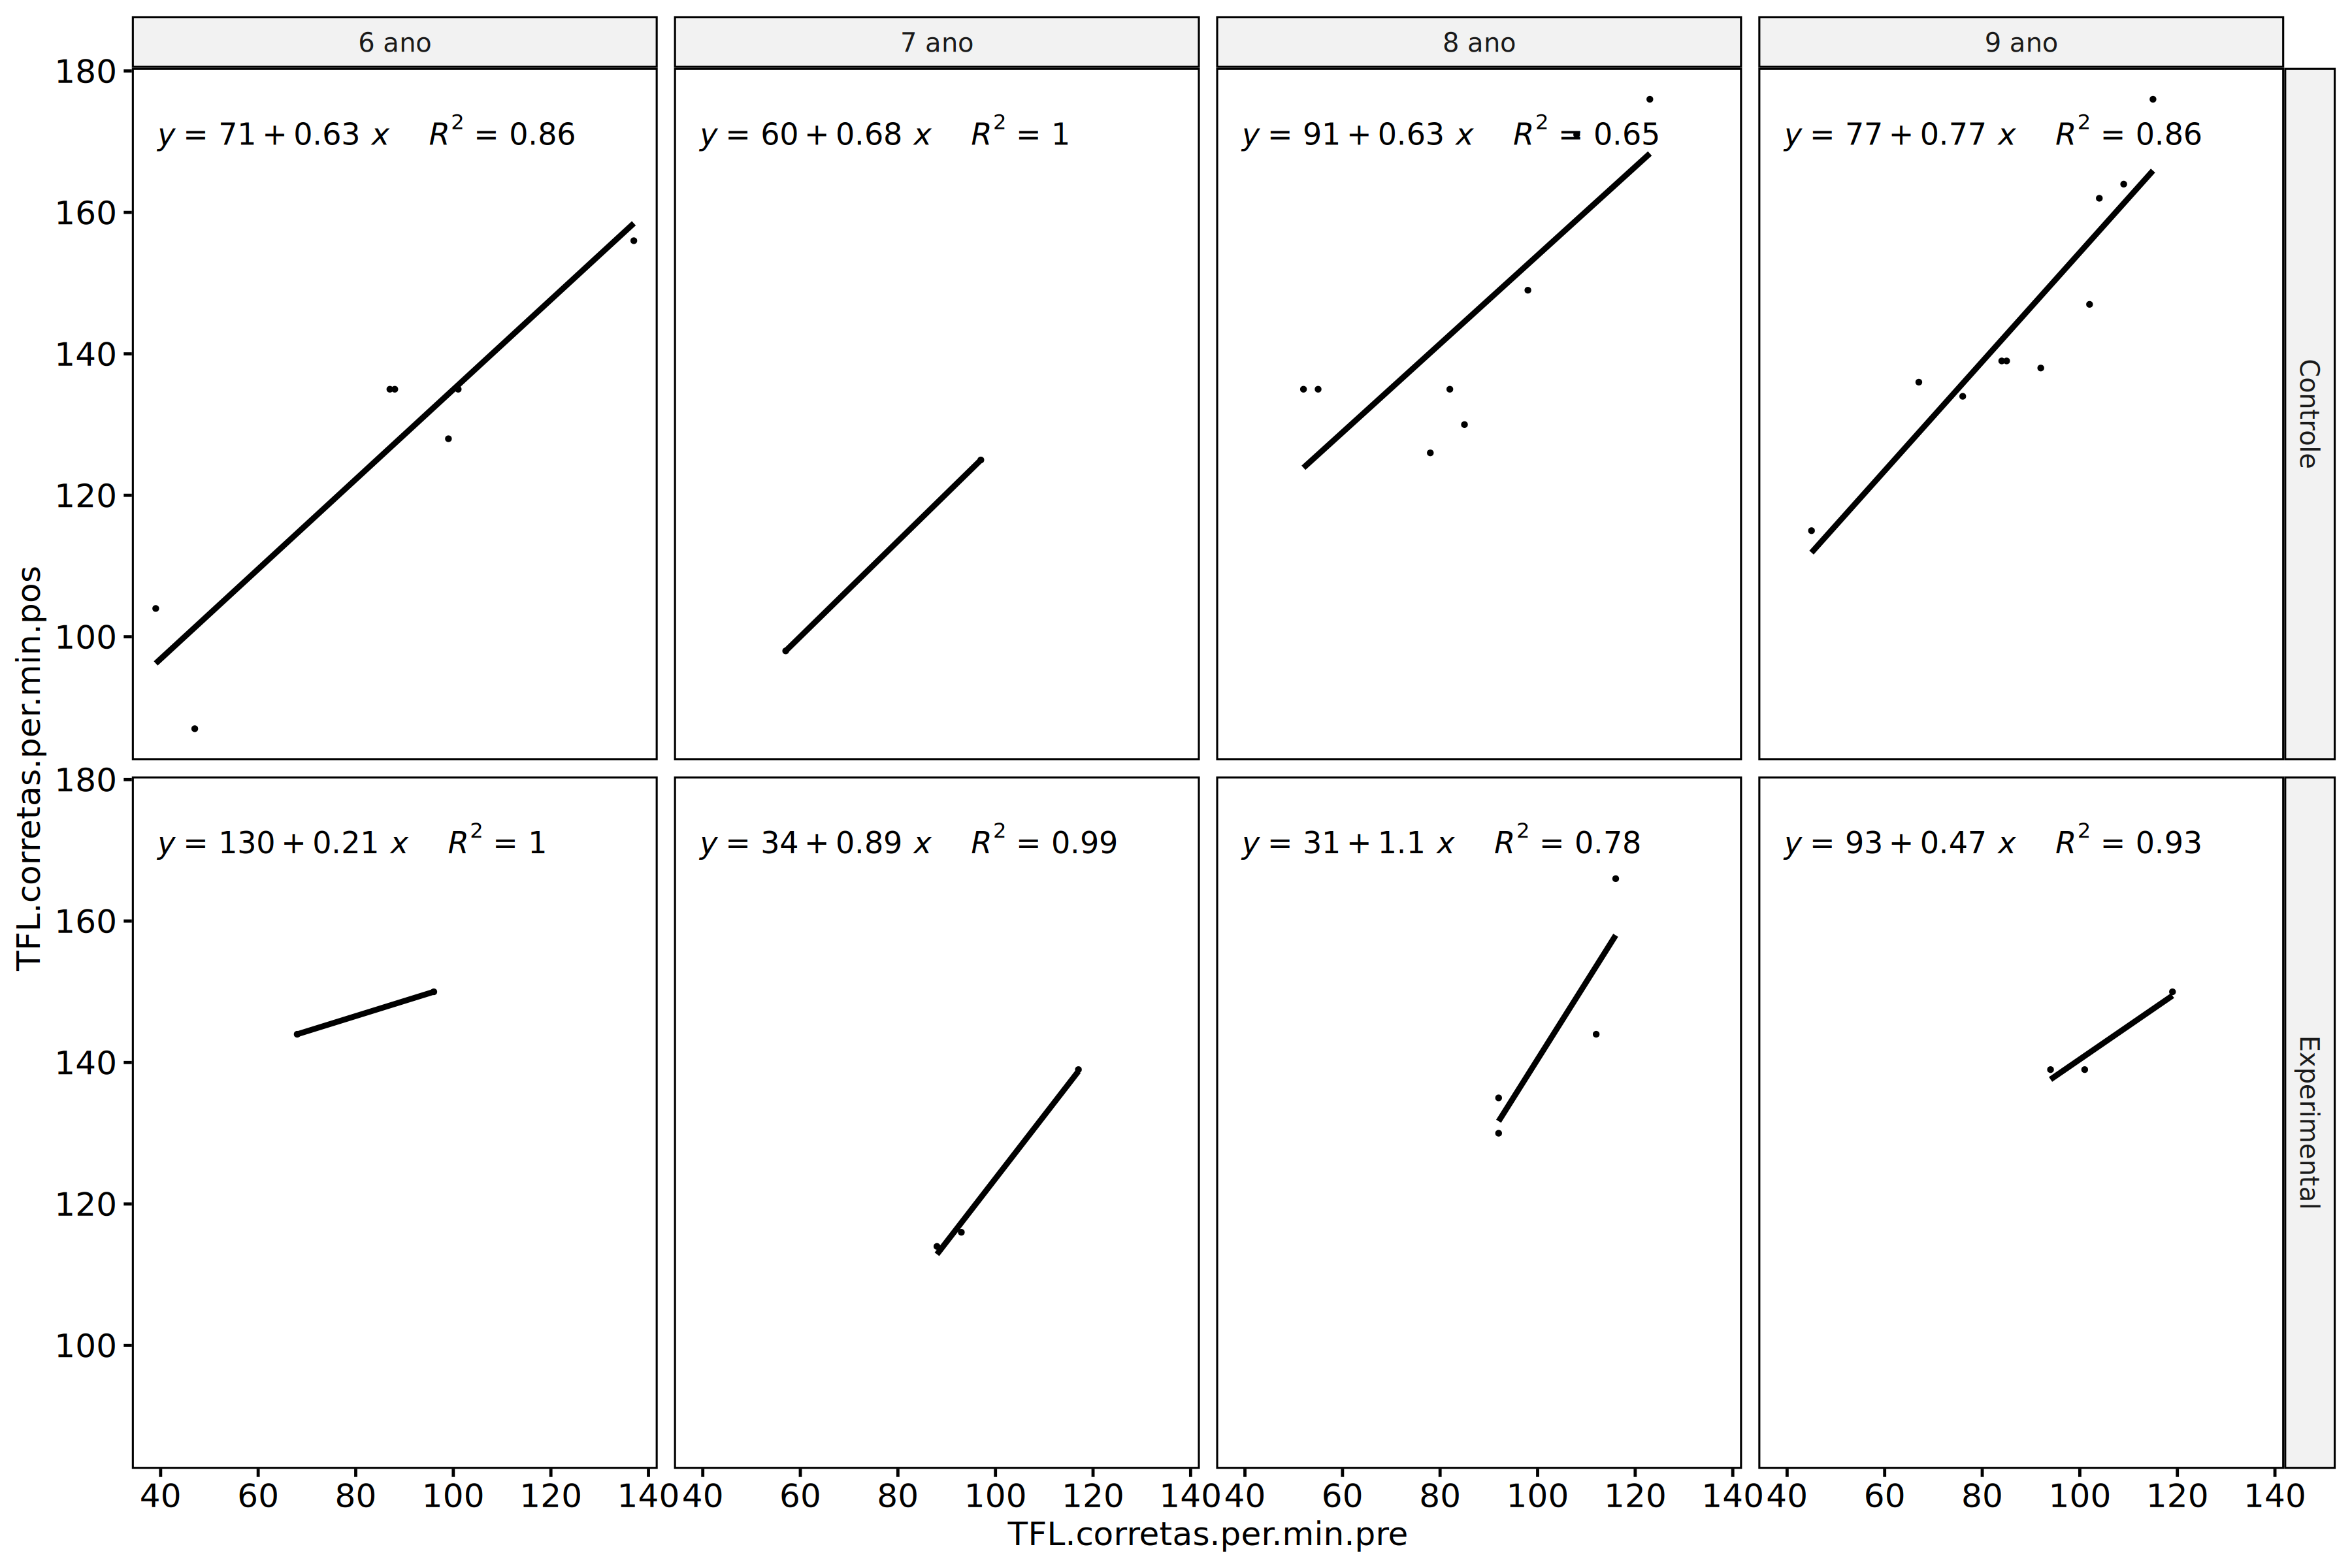 6 ano 7 ano 8 ano 9 ano
y = 71 + 0.63 x R² = 0.86
y = 60 + 0.68 x R² = 1
y = 91 + 0.63 x R² = 0.65
y = 77 + 0.77 x R² = 0.86
180
160
140
120
100
Controle
y = 130 + 0.21 x R² = 1
y = 34 + 0.89 x R² = 0.99
y = 31 + 1.1 x R² = 0.78
y = 93 + 0.47 x R² = 0.93
180
160
140
120
100
Experimental
TFL.corretas.per.min.pos
40 60 80 100 120 140 40 60 80 100 120 140 40 60 80 100 120 140 40 60 80 100 120 140
TFL.corretas.per.min.pre